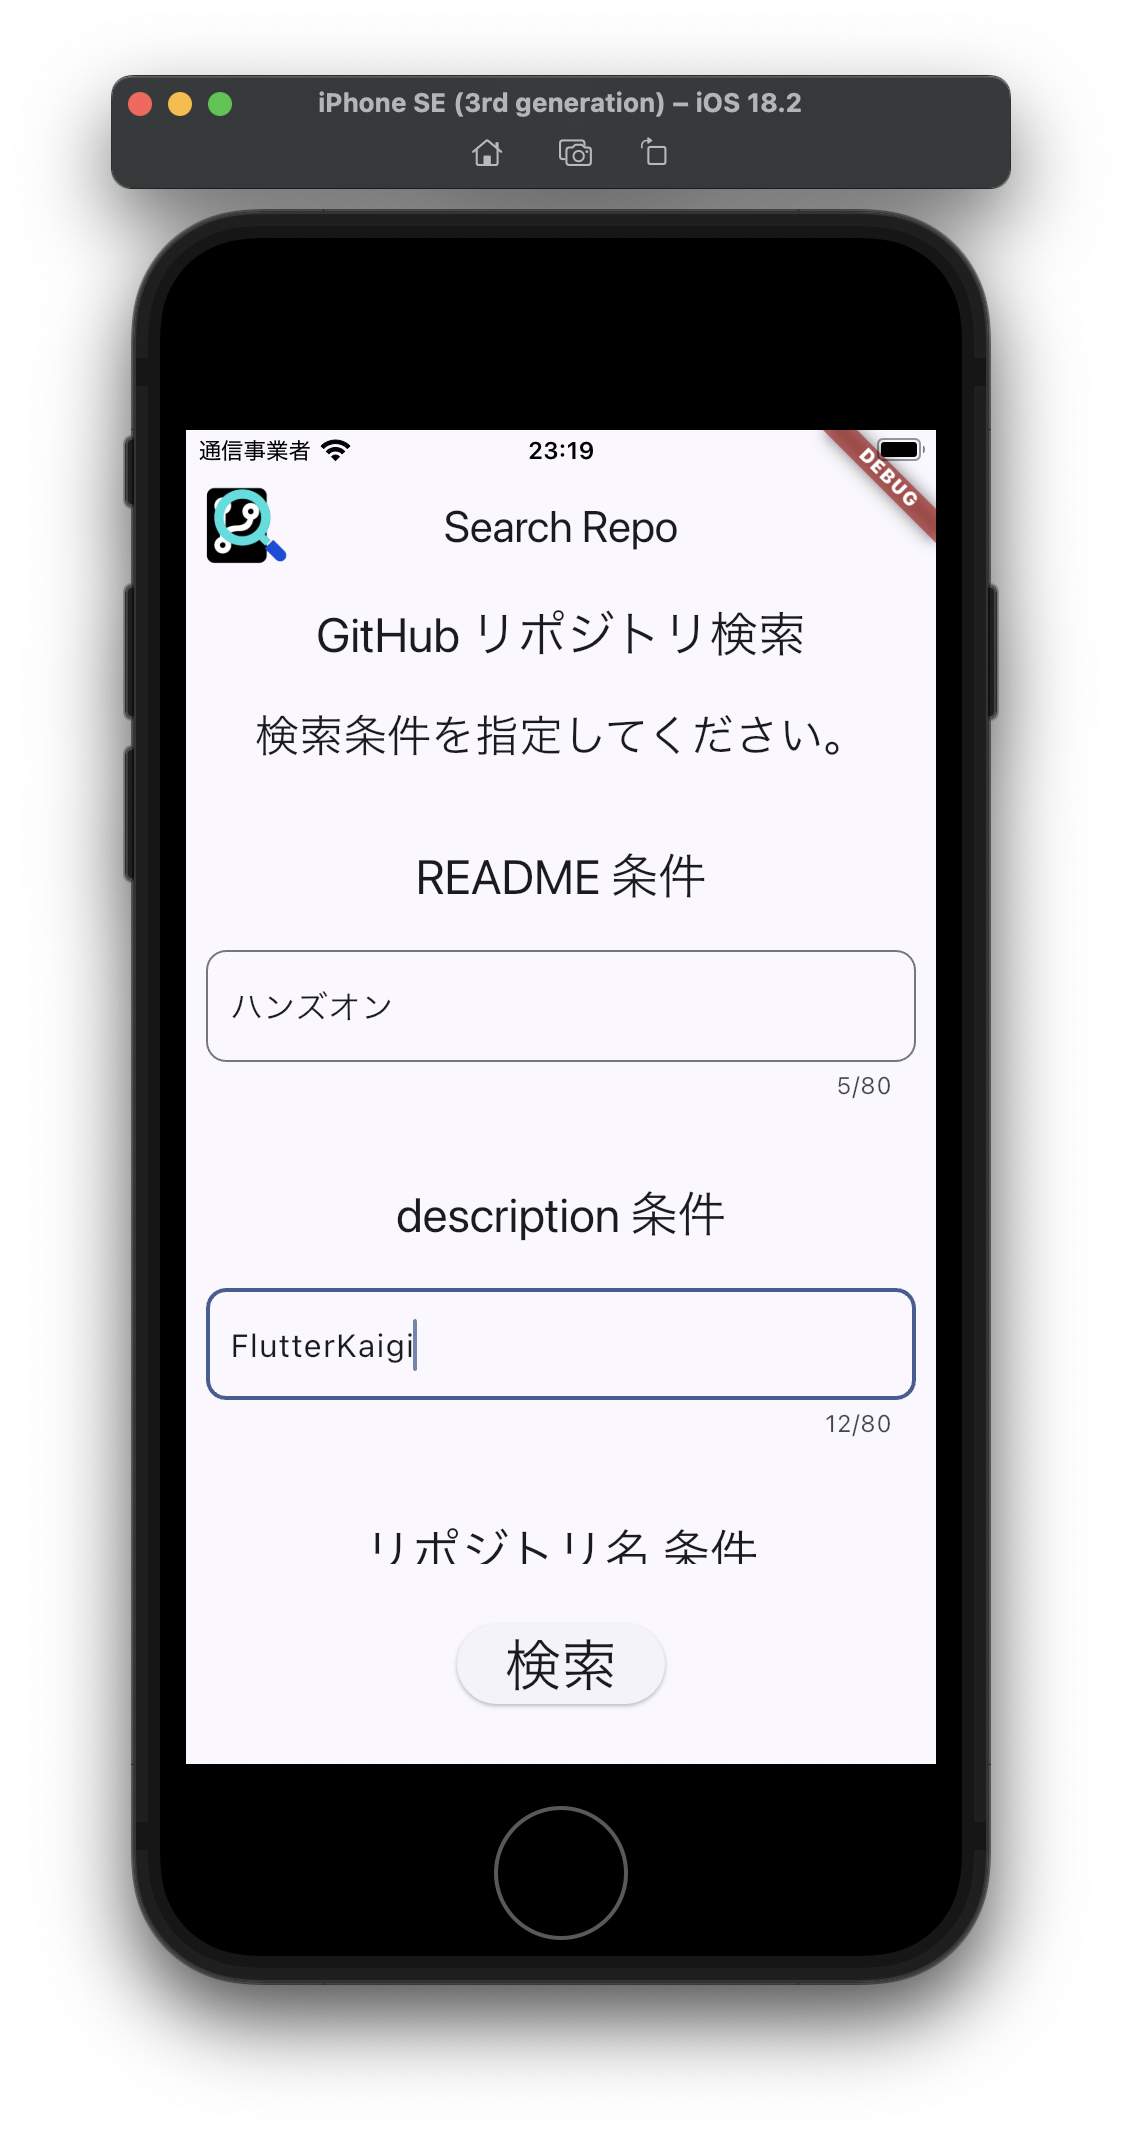 iPhone SE (3rd generation) – iOS 18.2
通信事業者 23:19
DEBUG
Search Repo
GitHub リポジトリ検索
検索条件を指定してください。
README 条件
ハンズオン
5/80
description 条件
FlutterKaigi
12/80
リポジトリ名 条件
検索